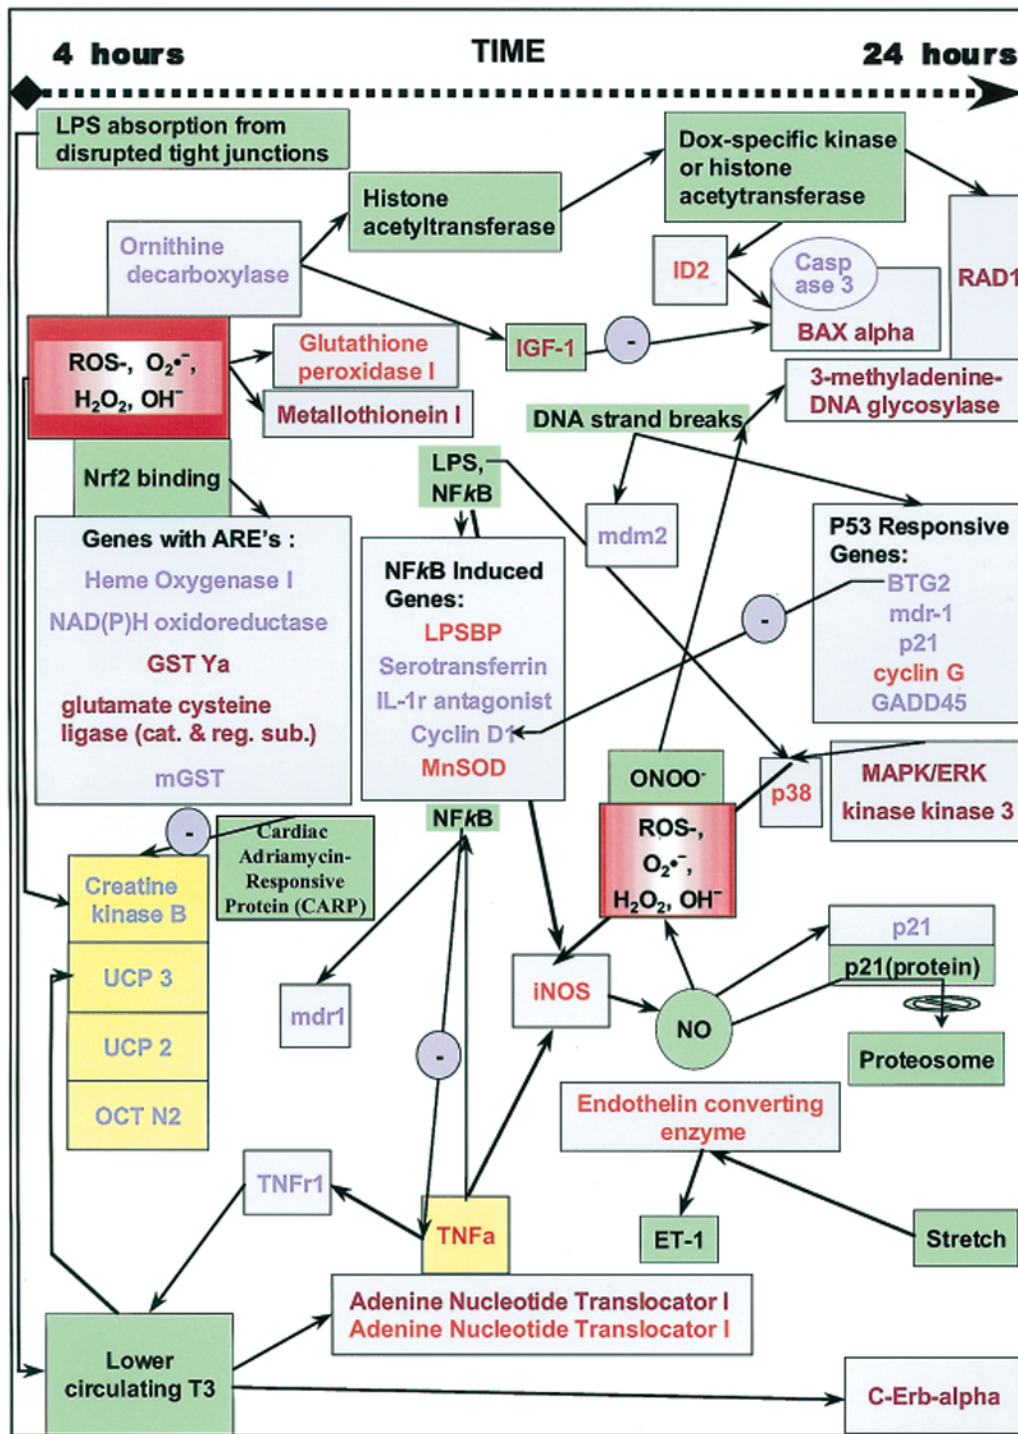 4 hours
TIME
24 hours
LPS absorption from
disrupted tight junctions
Dox-specific kinase
or histone
acetytransferase
Histone
acetyltransferase
Ornithine
decarboxylase
ID2
Casp
ase 3
BAX alpha
RAD1
ROS-, O₂•⁻,
H₂O₂, OH⁻
Glutathione
peroxidase I
Metallothionein I
IGF-1
-
3-methyladenine-
DNA glycosylase
DNA strand breaks
Nrf2 binding
LPS,
NFkB
mdm2
Genes with ARE's :
Heme Oxygenase I
NAD(P)H oxidoreductase
GST Ya
glutamate cysteine
ligase (cat. & reg. sub.)
mGST
NFkB Induced
Genes:
LPSBP
Serotransferrin
IL-1r antagonist
Cyclin D1
MnSOD
NFkB
P53 Responsive
Genes:
BTG2
mdr-1
p21
cyclin G
GADD45
-
ONOO⁻
ROS-,
O₂•⁻,
H₂O₂, OH⁻
p38
MAPK/ERK
kinase kinase 3
-
Cardiac
Adriamycin-
Responsive
Protein (CARP)
Creatine
kinase B
UCP 3
UCP 2
OCT N2
mdr1
-
iNOS
NO
p21
p21(protein)
Proteosome
Endothelin converting
enzyme
ET-1
Stretch
TNFr1
TNFa
Adenine Nucleotide Translocator I
Adenine Nucleotide Translocator I
Lower
circulating T3
C-Erb-alpha